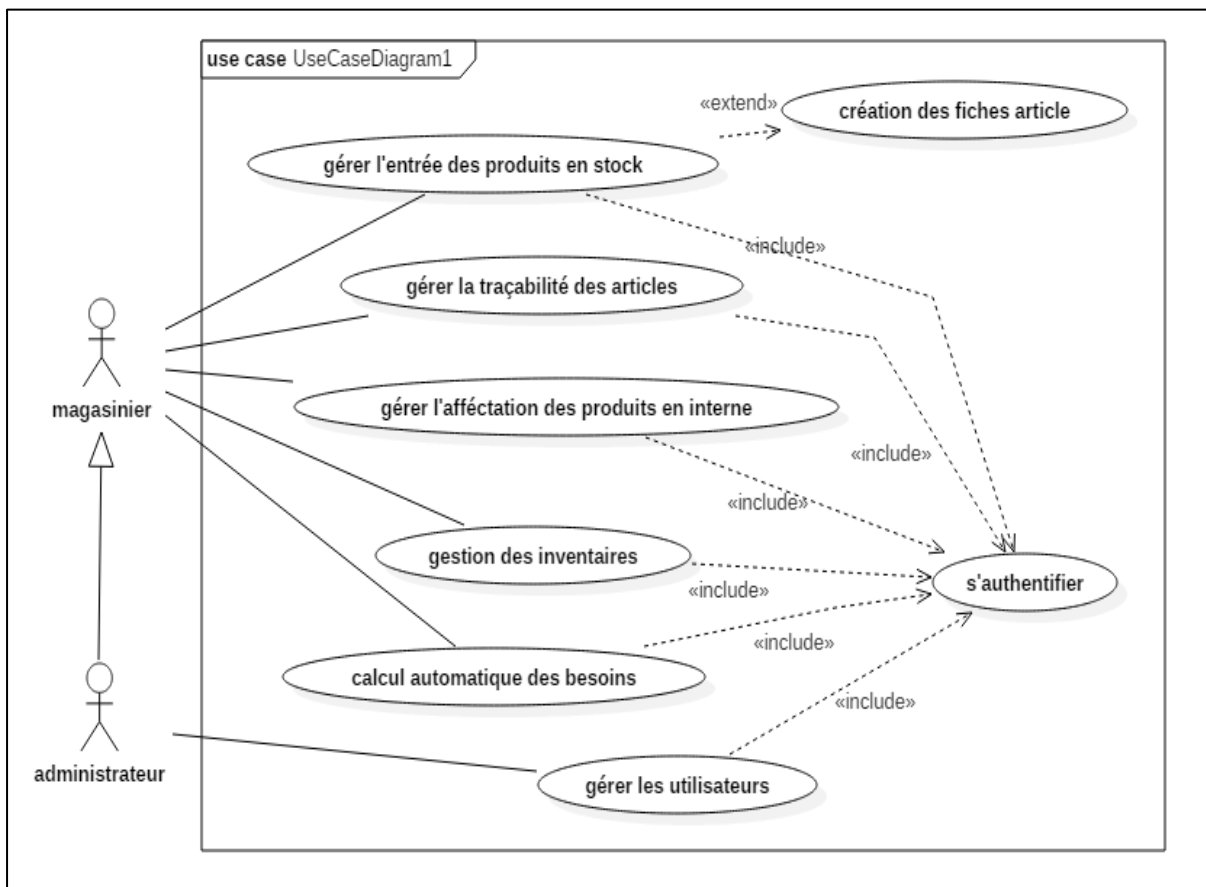 use case UseCaseDiagram1
«extend»
création des fiches article
gérer l'entrée des produits en stock
«include»
gérer la traçabilité des articles
magasinier
gérer l'afféctation des produits en interne
«include»
«include»
gestion des inventaires
s'authentifier
«include»
«include»
calcul automatique des besoins
«include»
administrateur
gérer les utilisateurs